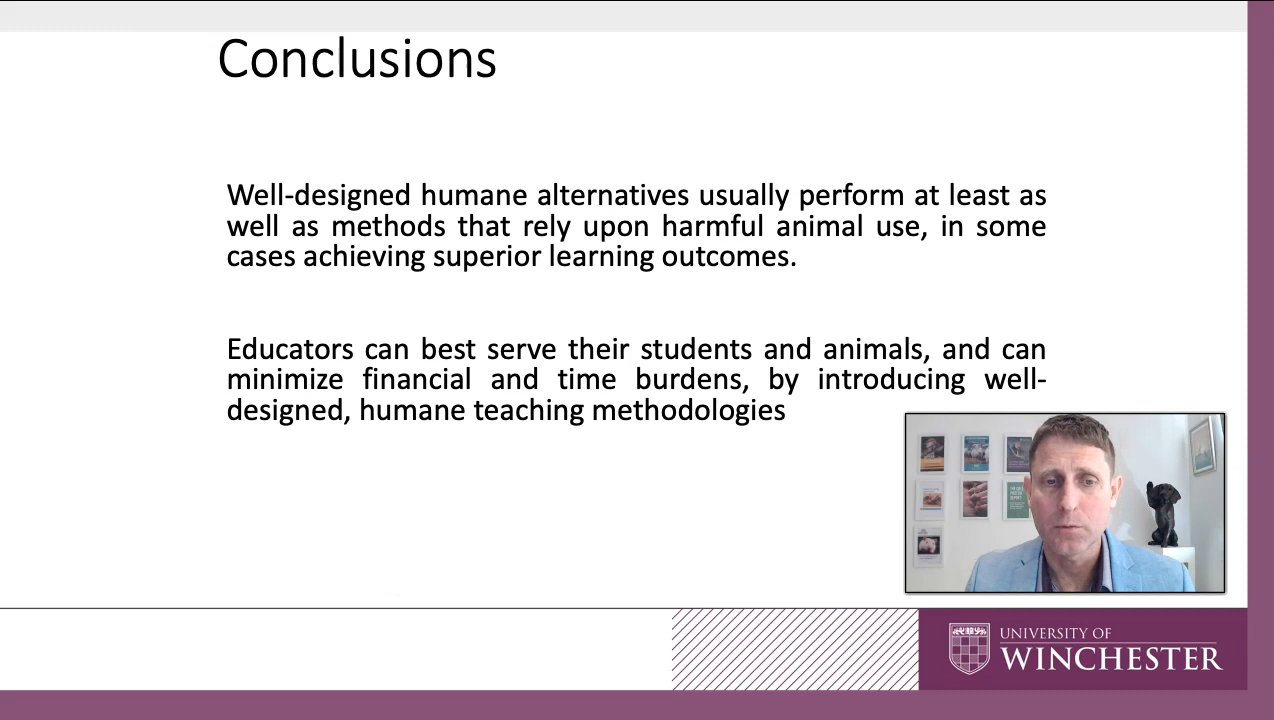 Conclusions
Well-designed humane alternatives usually perform at least as
well as methods that rely upon harmful animal use, in some
cases achieving superior learning outcomes.
Educators can best serve their students and animals, and can
minimize financial and time burdens, by introducing well-
designed, humane teaching methodologies
UNIVERSITY OF
WINCHESTER